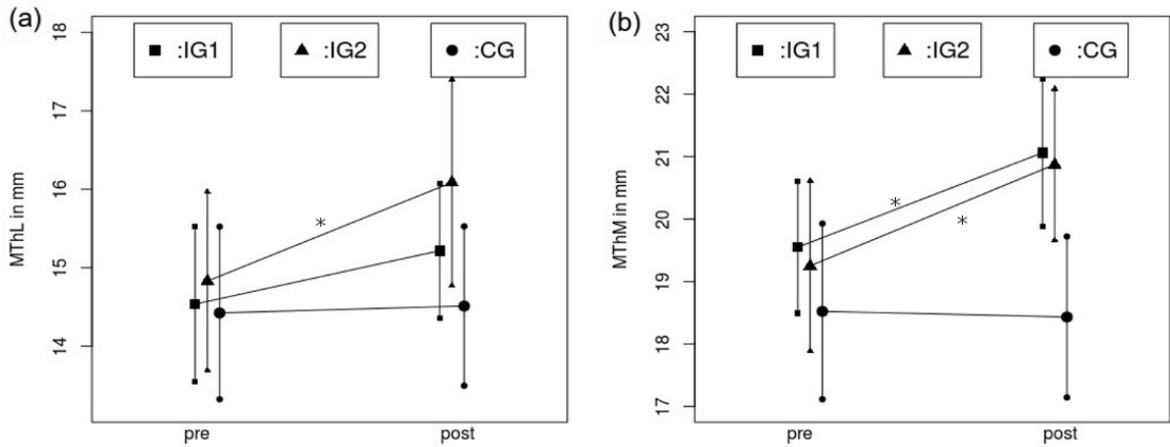 (a)
:IG1 :IG2 :CG
18
17
16
15
14
MThL in mm
*
pre post
(b)
:IG1 :IG2 :CG
23
22
21
20
19
18
17
MThM in mm
*
*
pre post